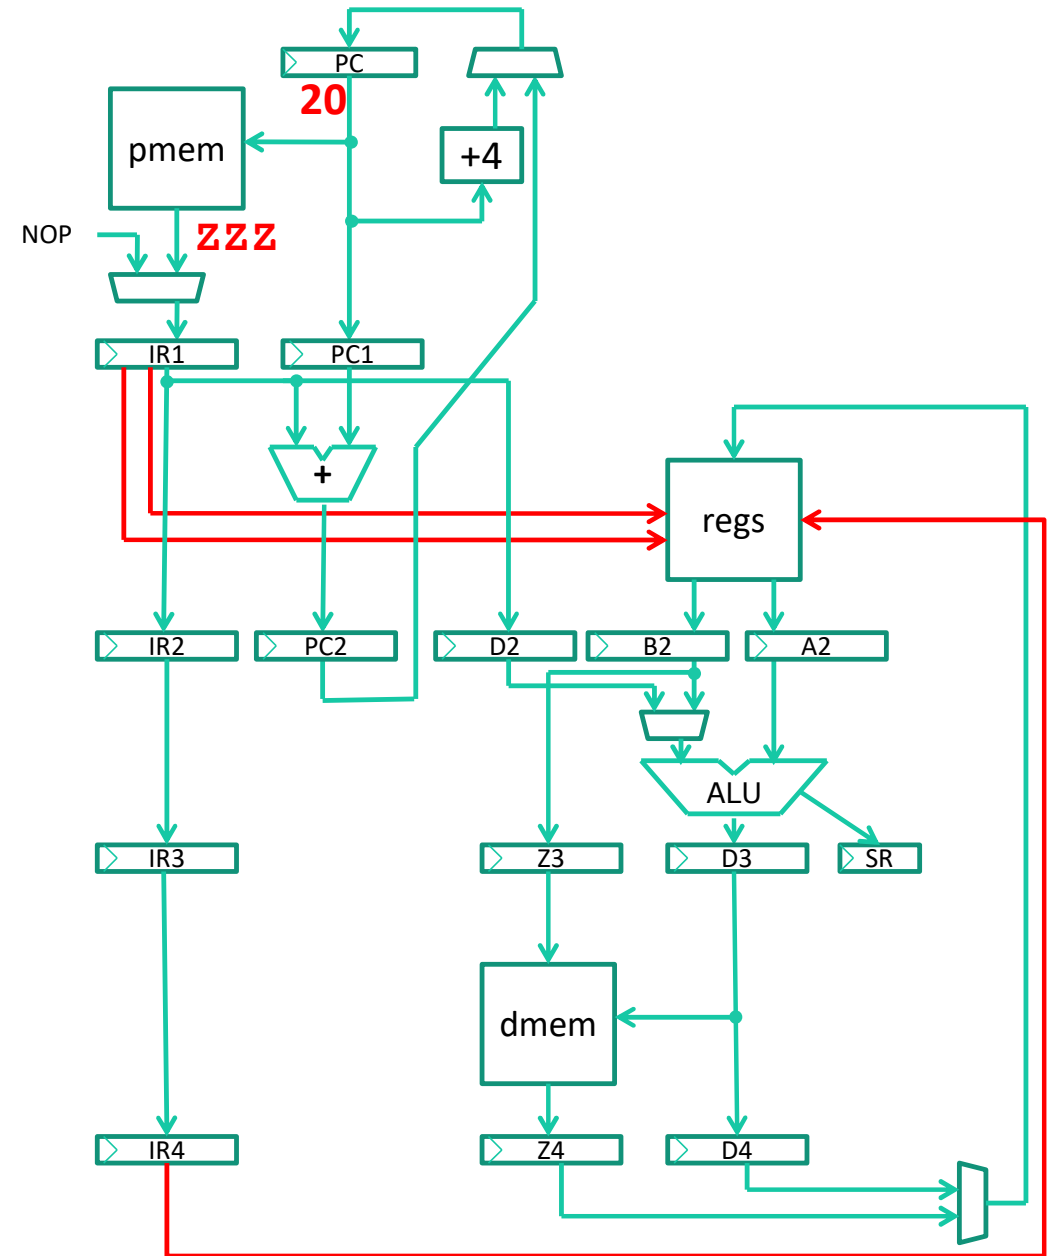 PC
20
pmem
+4
NOP
ZZZ
IR1
PC1
+
regs
IR2
PC2
D2
B2
A2
ALU
IR3
Z3
D3
SR
dmem
IR4
Z4
D4